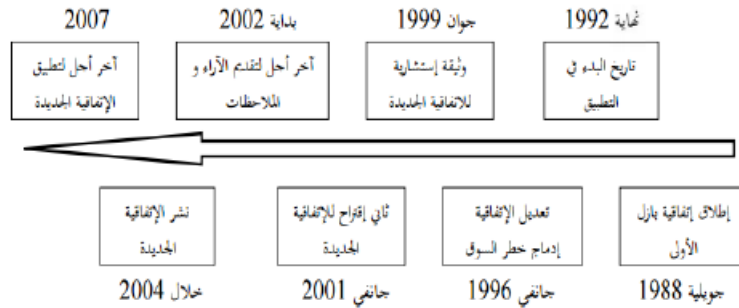 نهاية 1992
جوان 1999
بداية 2002
2007
تاريخ البدء في
التطبيق
وثيقة إستشارية
للاتفاقية الجديدة
آخر أجل لتقديم الآراء و
الملاحظات
آخر أجل لتطبيق
الإتفاقية الجديدة
إطلاق إتفاقية بازل
الأولى
تعديل الإتفاقية
إدماج خطر السوق
ثاني إقتراح للإتفاقية
الجديدة
نشر الإتفاقية
الجديدة
جويلية 1988
جانفي 1996
جانفي 2001
خلال 2004